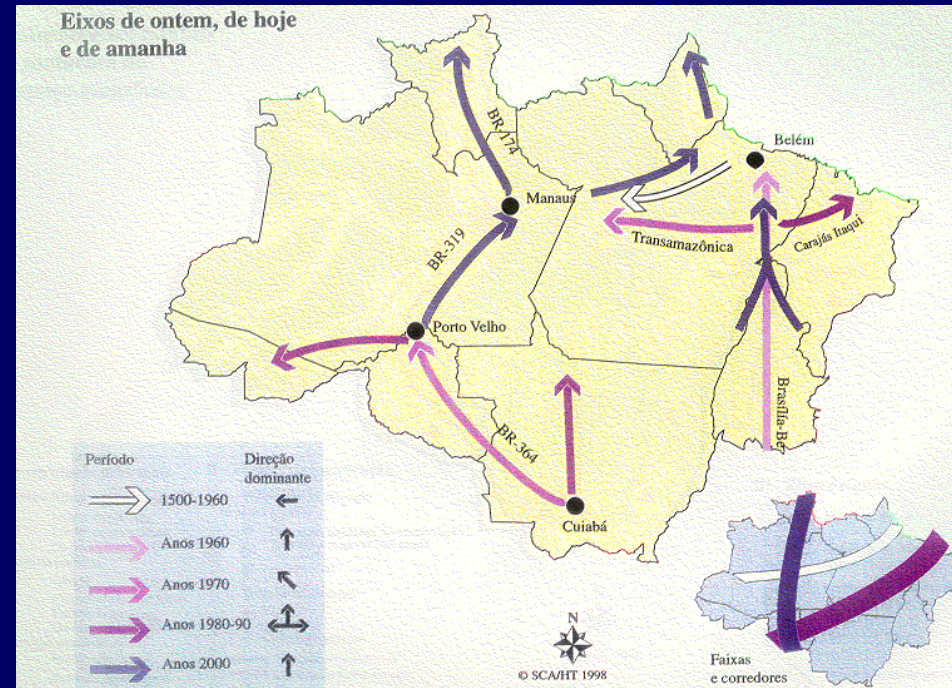 Eixos de ontem, de hoje
e de amanha
BR-174
Belém
Manaus
Transamazônica
Carajás Itaqui
BR-319
Porto Velho
Brasília-Be
BR-364
Cuiabá
Período
Direção
dominante
1500-1960
Anos 1960
Anos 1970
Anos 1980-90
Anos 2000
N
© SCA/HT 1998
Faixas
e corredores